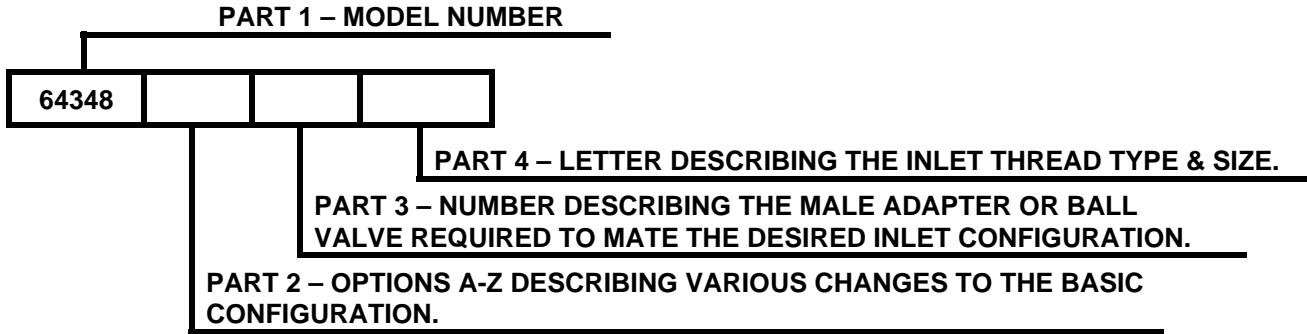 PART 1 – MODEL NUMBER
64348
PART 4 – LETTER DESCRIBING THE INLET THREAD TYPE & SIZE.
PART 3 – NUMBER DESCRIBING THE MALE ADAPTER OR BALL
VALVE REQUIRED TO MATE THE DESIRED INLET CONFIGURATION.
PART 2 – OPTIONS A-Z DESCRIBING VARIOUS CHANGES TO THE BASIC
CONFIGURATION.